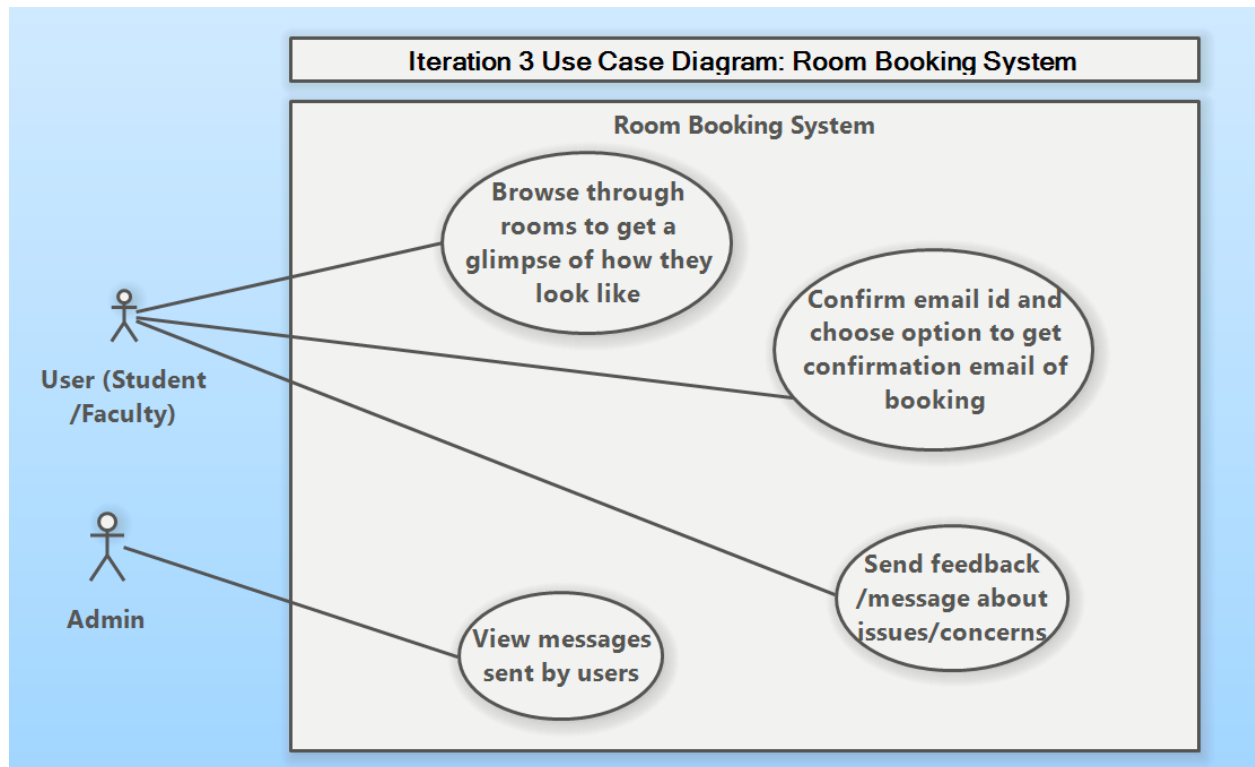 Iteration 3 Use Case Diagram: Room Booking System
Room Booking System
Browse through
rooms to get a
glimpse of how they
look like
Confirm email id and
choose option to get
confirmation email of
booking
User (Student
/Faculty)
Send feedback
/message about
issues/concerns
Admin
View messages
sent by users